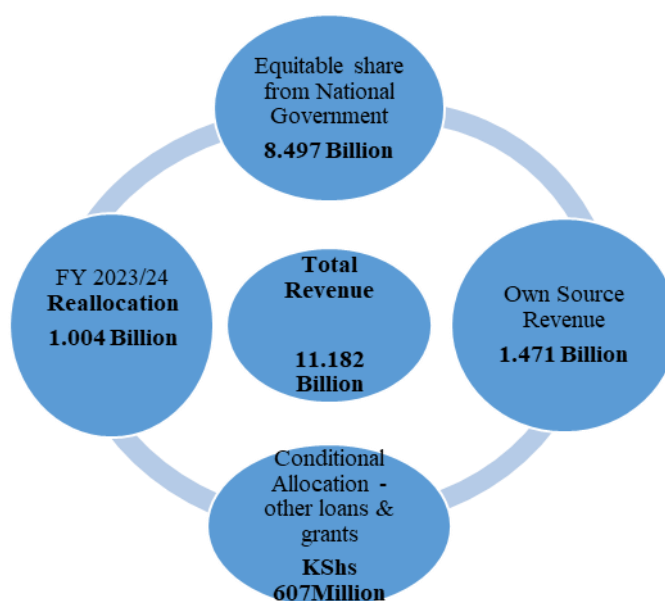 Equitable share
from National
Government
8.497 Billion
FY 2023/24
Reallocation
1.004 Billion
Total
Revenue
11.182
Billion
Own Source
Revenue
1.471 Billion
Conditional
Allocation -
other loans &
grants
KShs
607Million